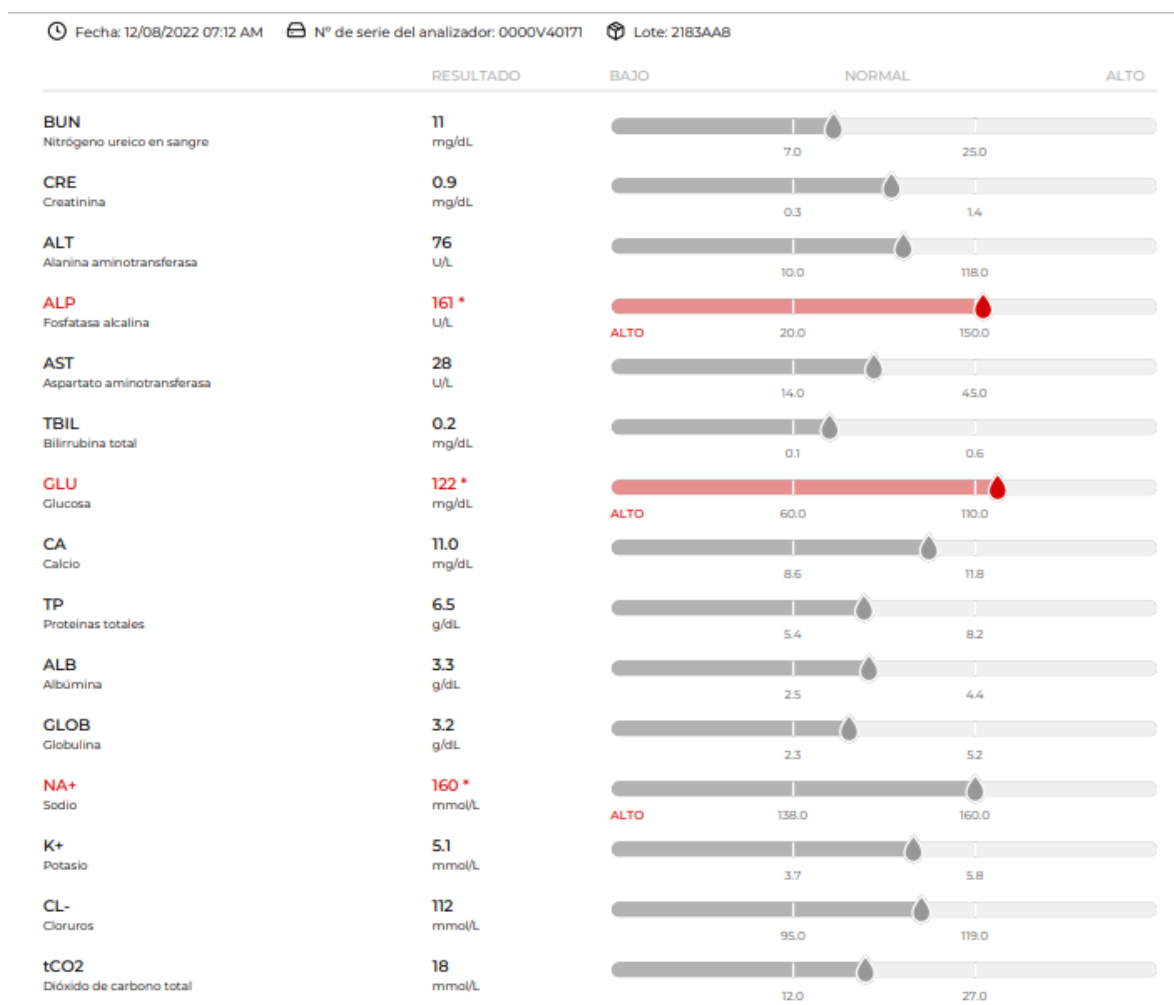 Fecha: 12/08/2022 07:12 AM Nº de serie del analizador: 0000V40171 Lote: 2183AA8
RESULTADO BAJO NORMAL ALTO
BUN 11
Nitrógeno ureico en sangre mg/dL
7.0 25.0
CRE 0.9
Creatinina mg/dL
0.3 1.4
ALT 76
Alanina aminotransferasa U/L
10.0 118.0
ALP 161 *
Fosfatasa alcalina U/L
ALTO 20.0 150.0
AST 28
Aspartato aminotransferasa U/L
14.0 45.0
TBIL 0.2
Bilirrubina total mg/dL
0.1 0.6
GLU 122 *
Glucosa mg/dL
ALTO 60.0 110.0
CA 11.0
Calcio mg/dL
8.6 11.8
TP 6.5
Proteínas totales g/dL
5.4 8.2
ALB 3.3
Albúmina g/dL
2.5 4.4
GLOB 3.2
Globulina g/dL
2.3 5.2
NA+ 160 *
Sodio mmol/L
ALTO 138.0 160.0
K+ 5.1
Potasio mmol/L
3.7 5.8
CL- 112
Cloruros mmol/L
95.0 119.0
tCO2 18
Dióxido de carbono total mmol/L
12.0 27.0